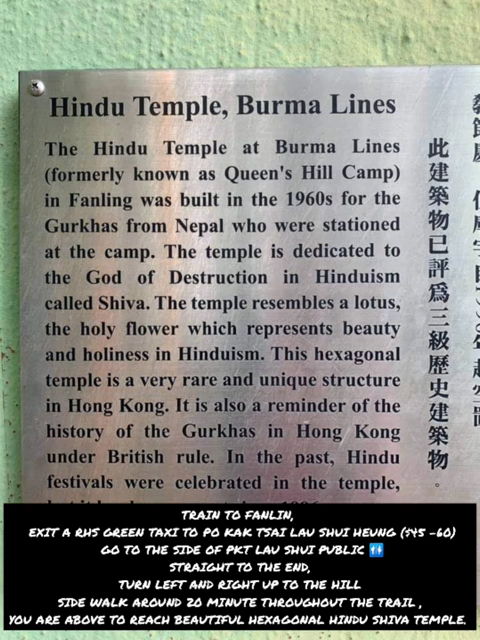 Hindu Temple, Burma Lines
The Hindu Temple at Burma Lines
(formerly known as Queen's Hill Camp)
in Fanling was built in the 1960s for the
Gurkhas from Nepal who were stationed
at the camp. The temple is dedicated to
the God of Destruction in Hinduism
called Shiva. The temple resembles a lotus,
the holy flower which represents beauty
and holiness in Hinduism. This hexagonal
temple is a very rare and unique structure
in Hong Kong. It is also a reminder of the
history of the Gurkhas in Hong Kong
under British rule. In the past, Hindu
festivals were celebrated in the temple,
此建築物已評為三級歷史建築物。
TRAIN TO FANLIN,
EXIT A RHS GREEN TAXI TO PO KAK TSAI LAU SHUI HEUNG ($45 -60)
GO TO THE SIDE OF PKT LAU SHUI PUBLIC 🚻
STRAIGHT TO THE END,
TURN LEFT AND RIGHT UP TO THE HILL
SIDE WALK AROUND 20 MINUTE THROUGHOUT THE TRAIL ,
YOU ARE ABOVE TO REACH BEAUTIFUL HEXAGONAL HINDU SHIVA TEMPLE.